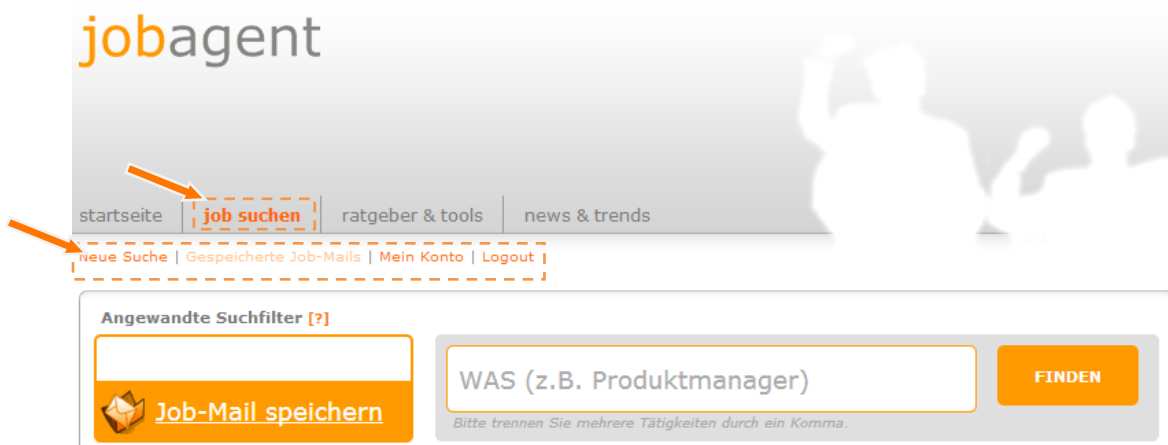 jobagent
startseite job suchen ratgeber & tools news & trends
Neue Suche | Gespeicherte Job-Mails | Mein Konto | Logout
Angewandte Suchfilter [?]
WAS (z.B. Produktmanager) FINDEN
Job-Mail speichern
Bitte trennen Sie mehrere Tätigkeiten durch ein Komma.